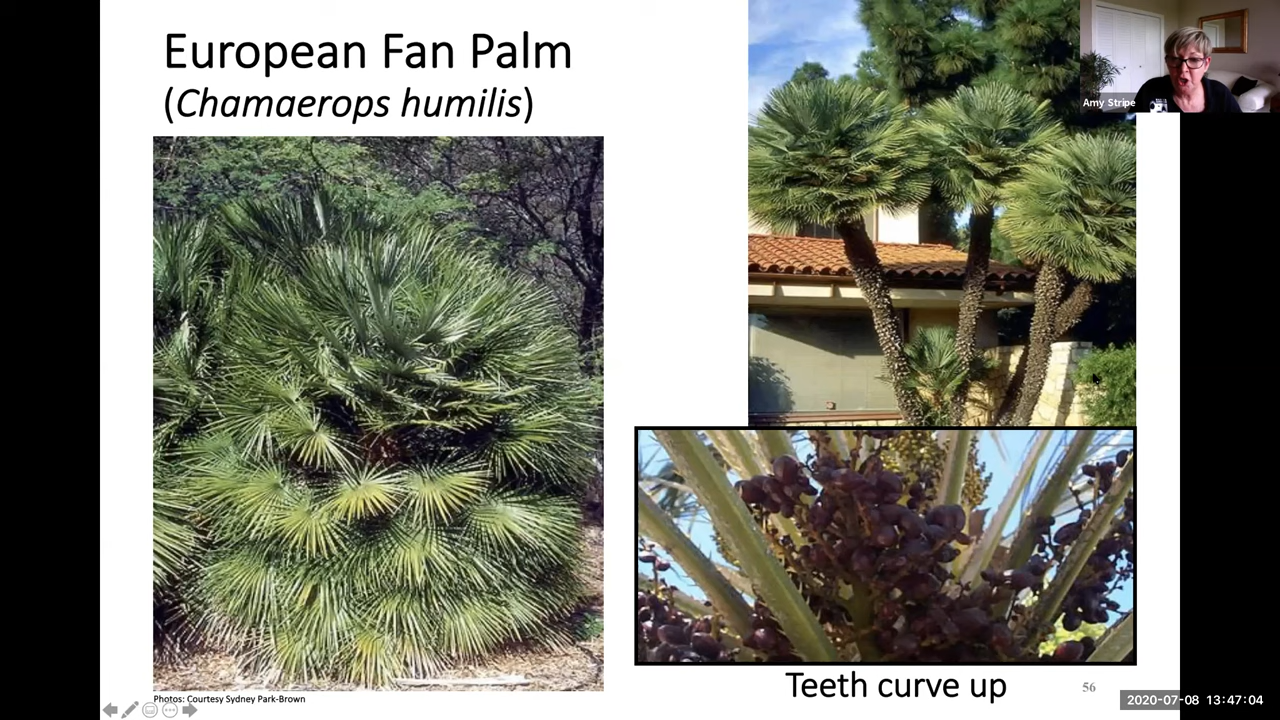 European Fan Palm
(Chamaerops humilis)
Amy Stripe
Teeth curve up
56
Photos: Courtesy Sydney Park-Brown
2020-07-08 13:47:04